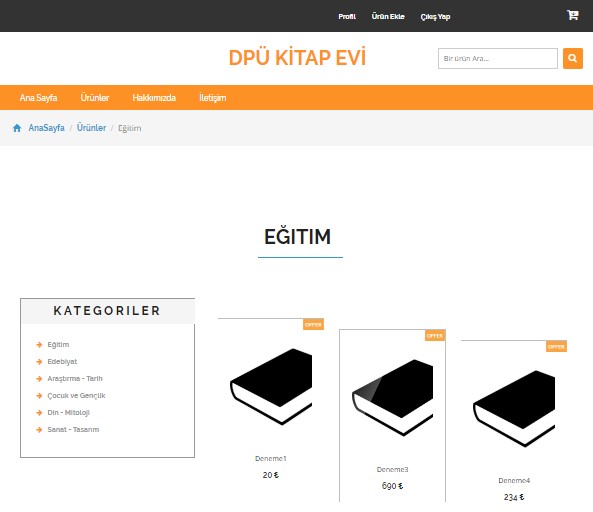 Profil Ürün Ekle Çıkış Yap
DPÜ KİTAP EVİ
Bir ürün Ara...
Ana Sayfa Ürünler Hakkımızda İletişim
AnaSayfa / Ürünler / Eğitim
EĞITIM
KATEGORILER
Eğitim
Edebiyat
Araştırma - Tarih
Çocuk ve Gençlik
Din - Mitoloji
Sanat - Tasarım
OFFER
Deneme1
20 ₺
OFFER
Deneme3
690 ₺
OFFER
Deneme4
234 ₺